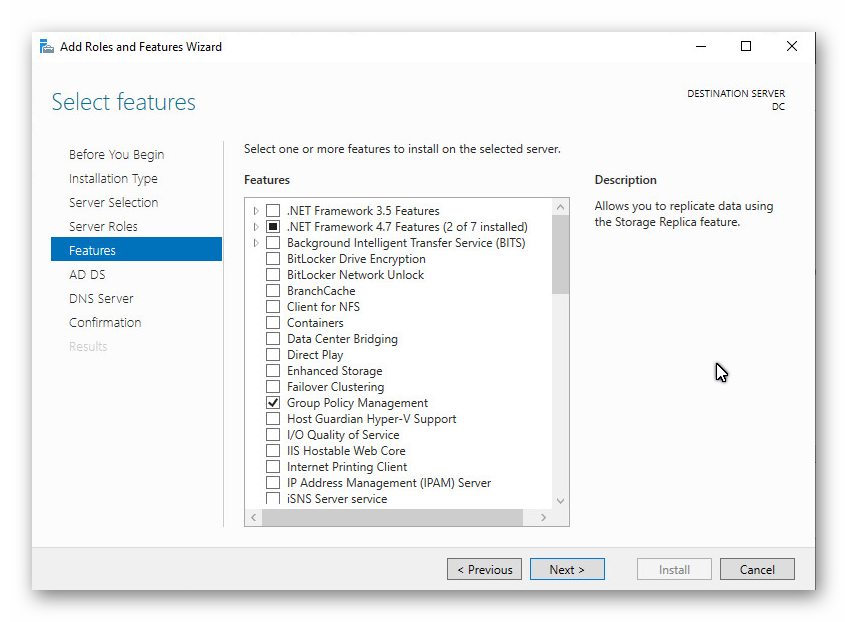 Add Roles and Features Wizard
Select features
DESTINATION SERVER
DC
Before You Begin
Installation Type
Server Selection
Server Roles
Features
AD DS
DNS Server
Confirmation
Results
Select one or more features to install on the selected server.
Features
.NET Framework 3.5 Features
.NET Framework 4.7 Features (2 of 7 installed)
Background Intelligent Transfer Service (BITS)
BitLocker Drive Encryption
BitLocker Network Unlock
BranchCache
Client for NFS
Containers
Data Center Bridging
Direct Play
Enhanced Storage
Failover Clustering
Group Policy Management
Host Guardian Hyper-V Support
I/O Quality of Service
IIS Hostable Web Core
Internet Printing Client
IP Address Management (IPAM) Server
iSNS Server service
Description
Allows you to replicate data using
the Storage Replica feature.
< Previous
Next >
Install
Cancel